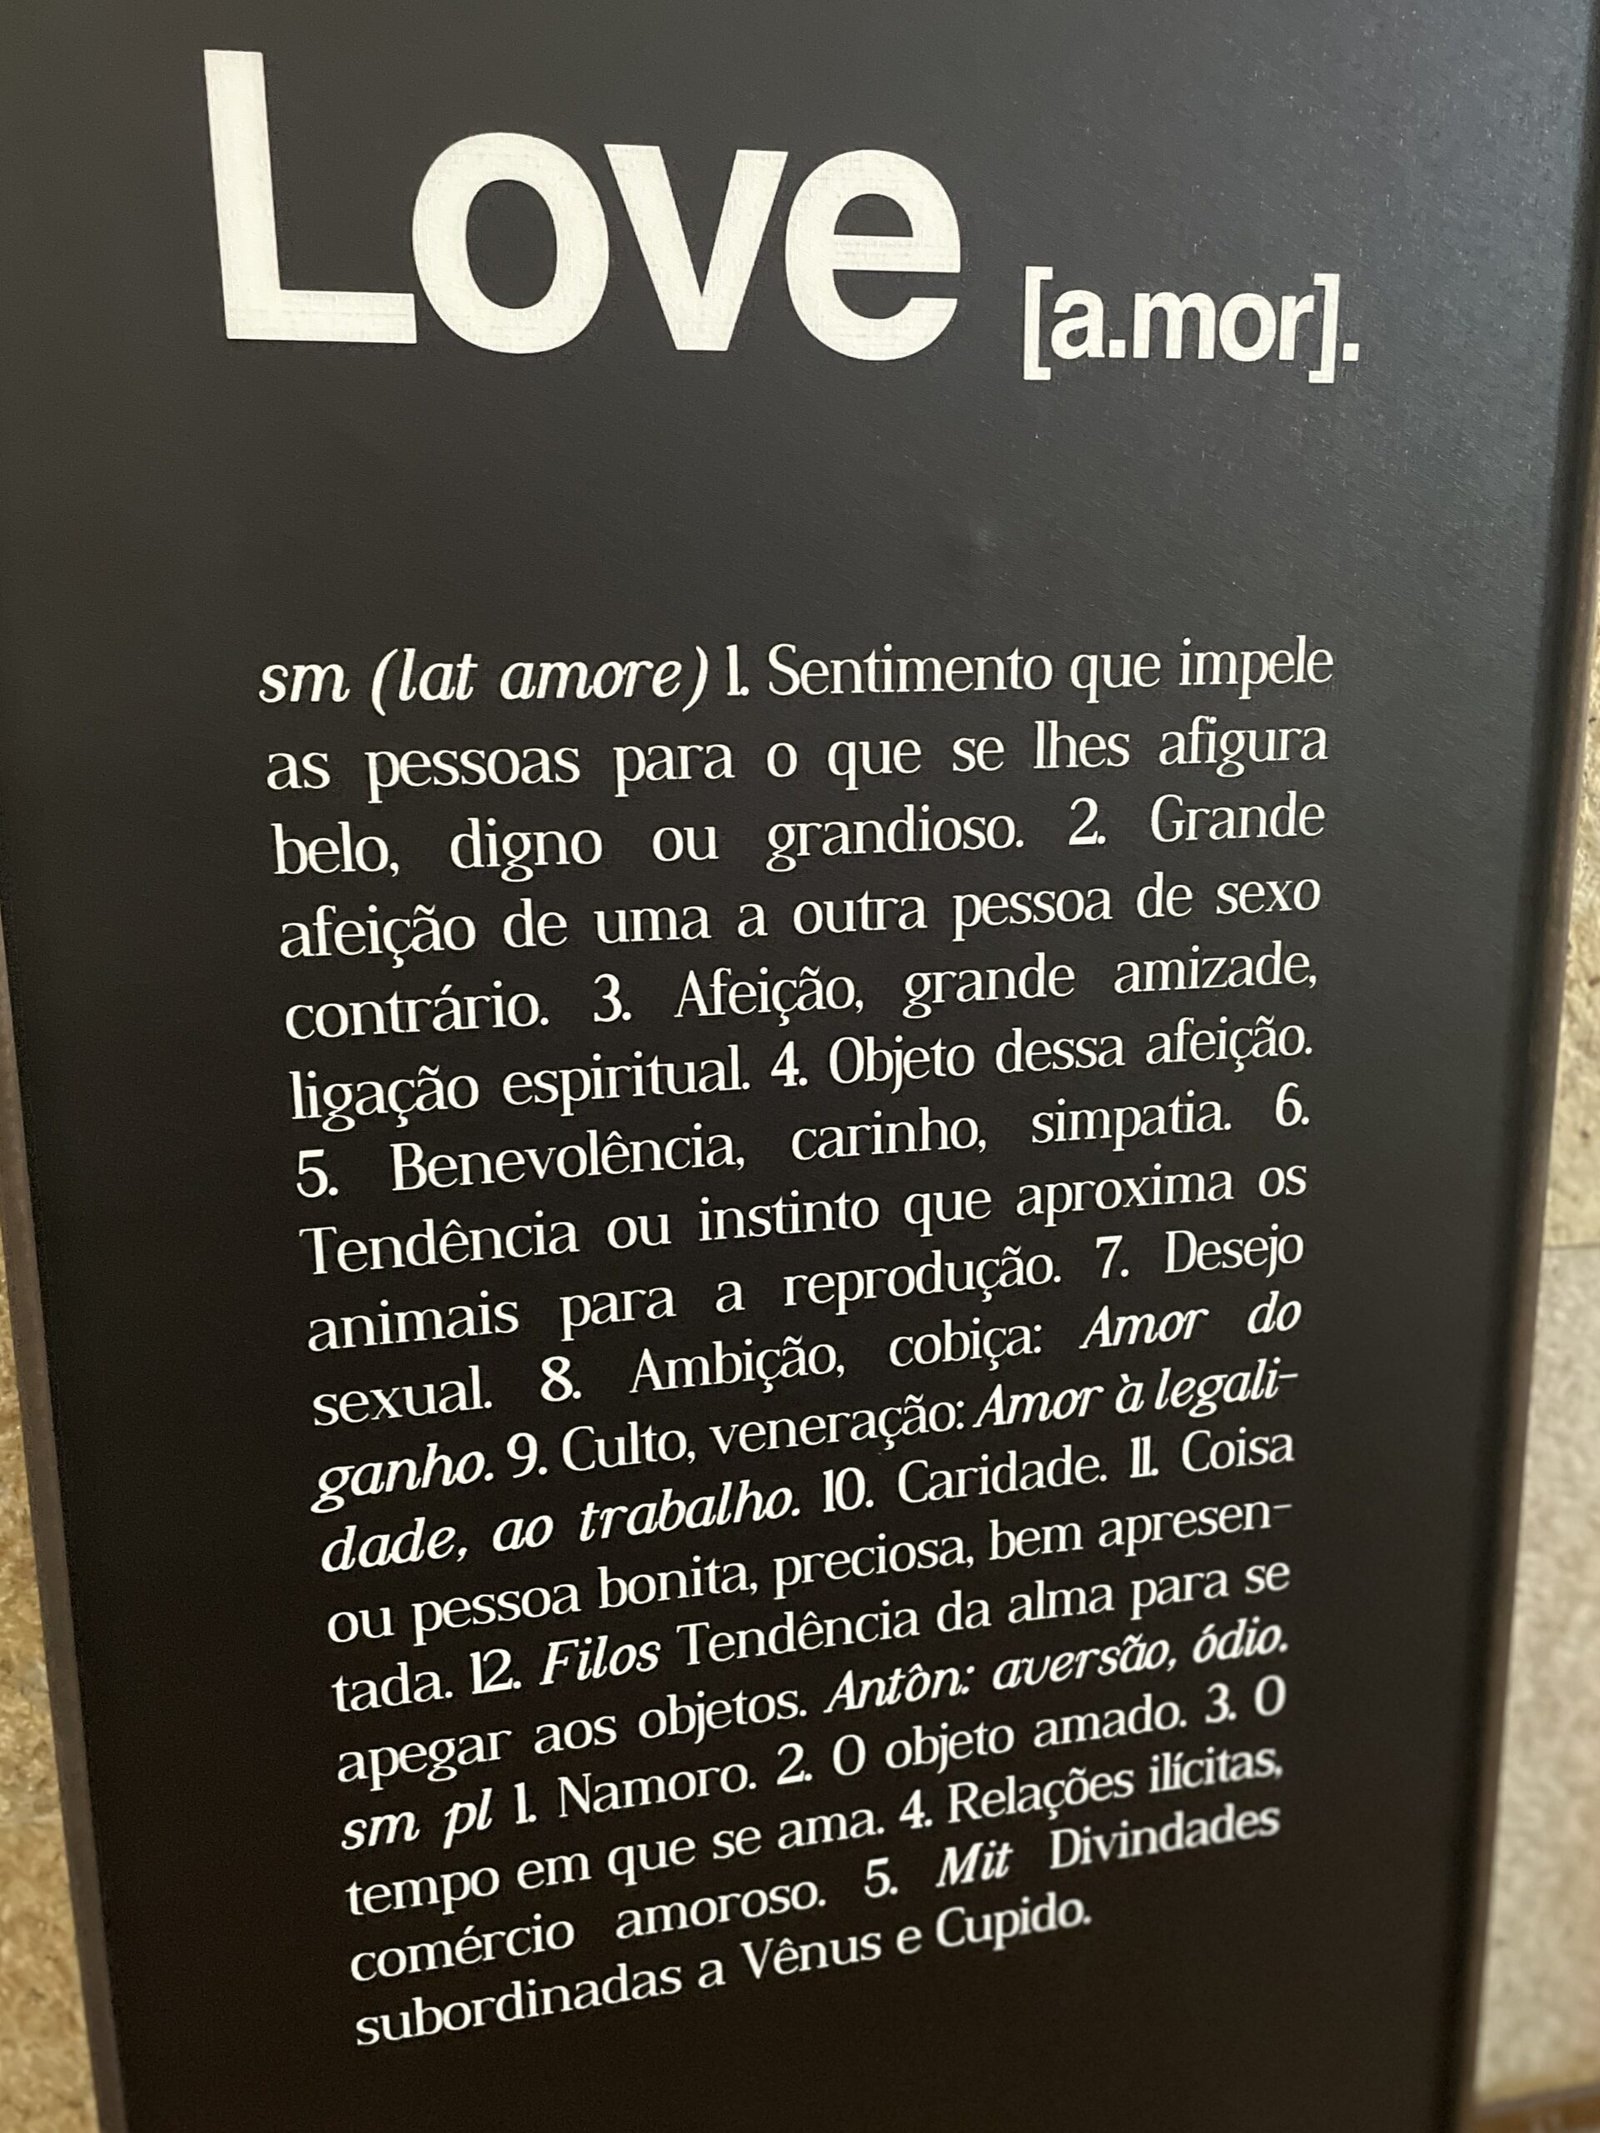 Love [a.mor].
sm (lat amore) 1. Sentimento que impele
as pessoas para o que se lhes afigura
belo, digno ou grandioso. 2. Grande
afeição de uma a outra pessoa de sexo
contrário. 3. Afeição, grande amizade,
ligação espiritual. 4. Objeto dessa afeição.
5. Benevolência, carinho, simpatia. 6.
Tendência ou instinto que aproxima os
animais para a reprodução. 7. Desejo
sexual. 8. Ambição, cobiça: Amor do
ganho. 9. Culto, veneração: Amor à legali-
dade, ao trabalho. 10. Caridade. 11. Coisa
ou pessoa bonita, preciosa, bem apresen-
tada. 12. Filos Tendência da alma para se
apegar aos objetos. Antôn: aversão, ódio.
sm pl 1. Namoro. 2. O objeto amado. 3. O
tempo em que se ama. 4. Relações ilícitas,
comércio amoroso. 5. Mit Divindades
subordinadas a Vênus e Cupido.